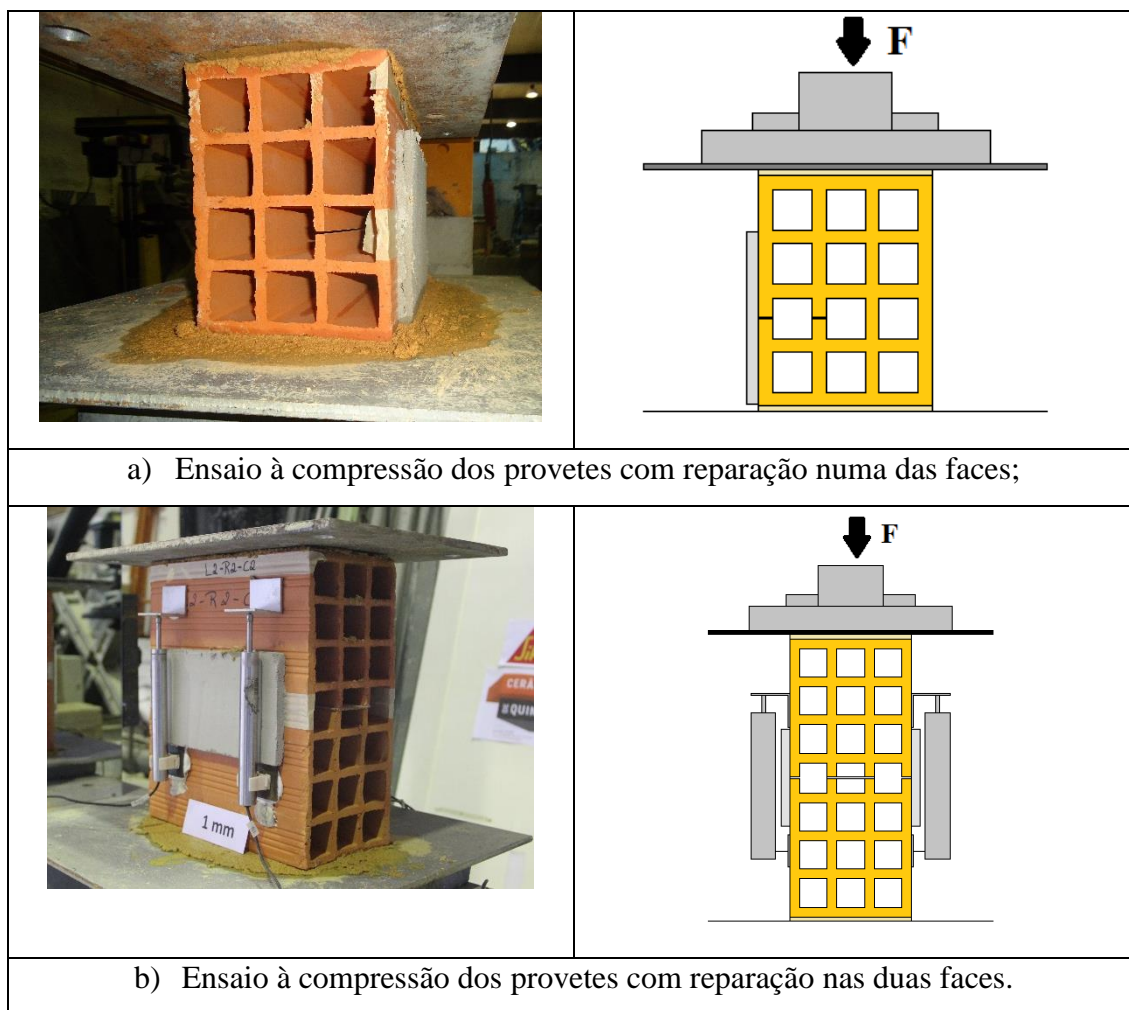 F
a) Ensaio à compressão dos provetes com reparação numa das faces;
L2-R2-C2
1 mm
F
b) Ensaio à compressão dos provetes com reparação nas duas faces.